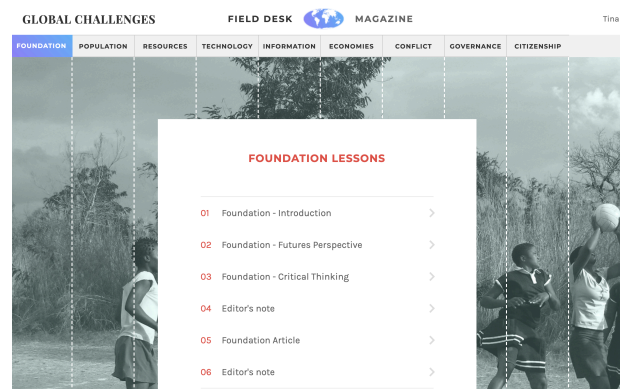 GLOBAL CHALLENGES
FIELD DESK MAGAZINE
Tina
FOUNDATION POPULATION RESOURCES TECHNOLOGY INFORMATION ECONOMIES CONFLICT GOVERNANCE CITIZENSHIP
FOUNDATION LESSONS
01 Foundation - Introduction
02 Foundation - Futures Perspective
03 Foundation - Critical Thinking
04 Editor's note
05 Foundation Article
06 Editor's note